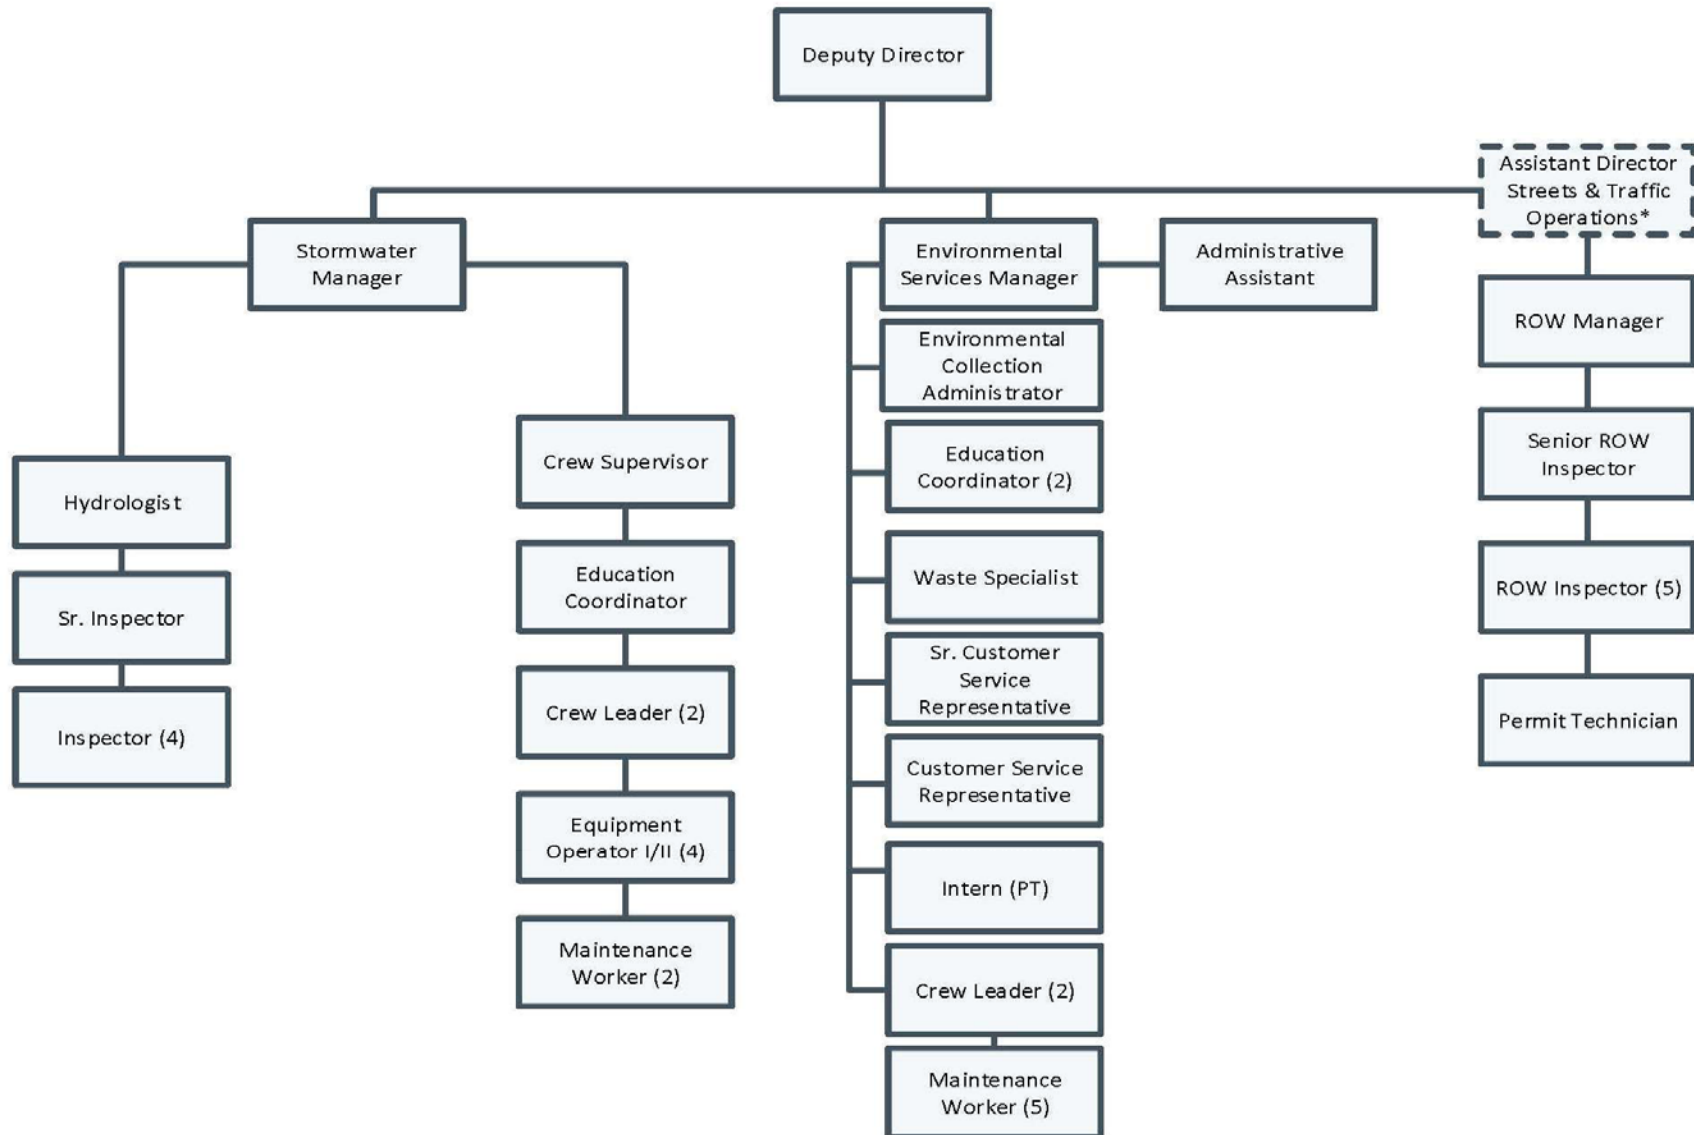 Deputy Director
Assistant Director
Streets & Traffic
Operations*
Stormwater
Manager
Environmental
Services Manager
Administrative
Assistant
ROW Manager
Environmental
Collection
Administrator
Senior ROW
Inspector
Crew Supervisor
Education
Coordinator (2)
Hydrologist
Education
Coordinator
Waste Specialist
ROW Inspector (5)
Sr. Inspector
Sr. Customer
Service
Representative
Crew Leader (2)
Permit Technician
Inspector (4)
Customer Service
Representative
Equipment
Operator I/II (4)
Intern (PT)
Maintenance
Worker (2)
Crew Leader (2)
Maintenance
Worker (5)